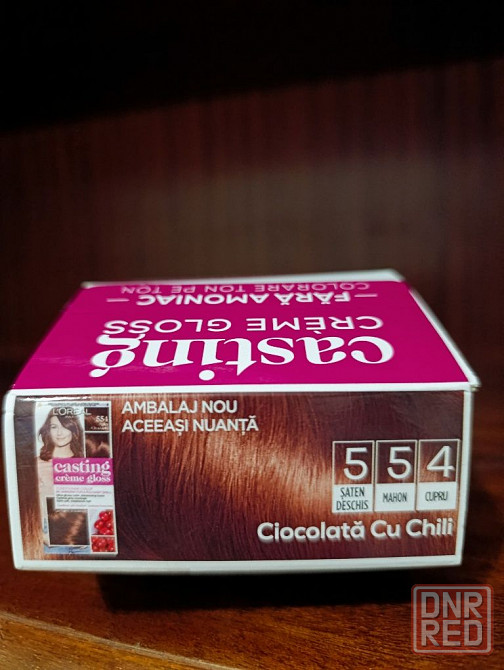 COLORARE TON PE TON
— FĂRĂ AMONIAC —
CRÈME GLOSS
casting
AMBALAJ NOU
ACEEAȘI NUANȚĂ
L'ORÉAL
554
casting
crème gloss
5 5 4
ȘATEN DESCHIS
MAHON
CUPRU
Ciocolată Cu Chili
DNR
RED